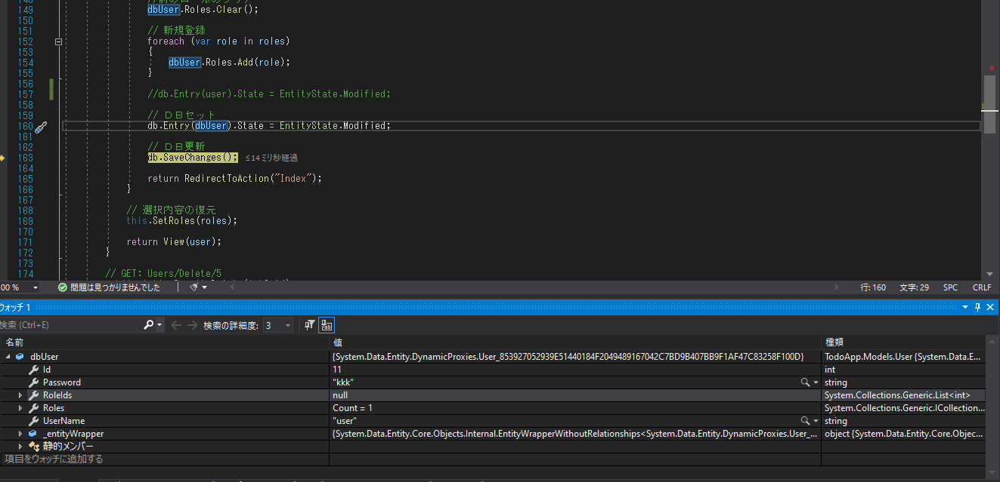 149 dbUser.Roles.Clear();
150
151 // 新規登録
152 foreach (var role in roles)
153 {
154 dbUser.Roles.Add(role);
155 }
156
157 //db.Entry(user).State = EntityState.Modified;
158
159 // ＤＢセット
160 db.Entry(dbUser).State = EntityState.Modified;
161
162 // ＤＢ更新
163 db.SaveChanges(); ≤14ミリ秒経過
164
165 return RedirectToAction("Index");
166 }
167
168 // 選択内容の復元
169 this.SetRoles(roles);
170
171 return View(user);
172 }
173
174 // GET: Users/Delete/5
00 % 問題は見つかりませんでした 行: 160 文字: 29 SPC CRLF
ウォッチ 1
検索 (Ctrl+E) 検索の詳細度: 3
名前 値 種類
dbUser {System.Data.Entity.DynamicProxies.User_853927052939E51440184F2049489167042C7BD9B407BB9F1AF47C83258F100D} TodoApp.Models.User {System.Data.E...
Id 11 int
Password "kkk" string
RoleIds null System.Collections.Generic.List<int>
Roles Count = 1 System.Collections.Generic.ICollection...
UserName "user" string
_entityWrapper {System.Data.Entity.Core.Objects.Internal.EntityWrapperWithoutRelationships<System.Data.Entity.DynamicProxies.User_... object {System.Data.Entity.Core.Objec...
静的メンバー
項目をウォッチに追加する